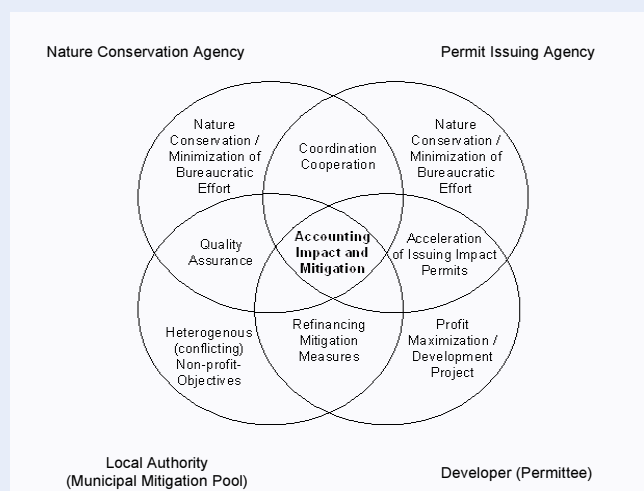 Nature Conservation Agency
Permit Issuing Agency
Nature
Conservation /
Minimization of
Bureaucratic
Effort
Coordination
Cooperation
Nature
Conservation /
Minimization of
Bureaucratic
Effort
Quality
Assurance
Accounting
Impact and
Mitigation
Acceleration
of Issuing Impact
Permits
Heterogenous
(conflicting)
Non-profit-
Objectives
Refinancing
Mitigation
Measures
Profit
Maximization /
Development
Project
Local Authority
(Municipal Mitigation Pool)
Developer (Permittee)